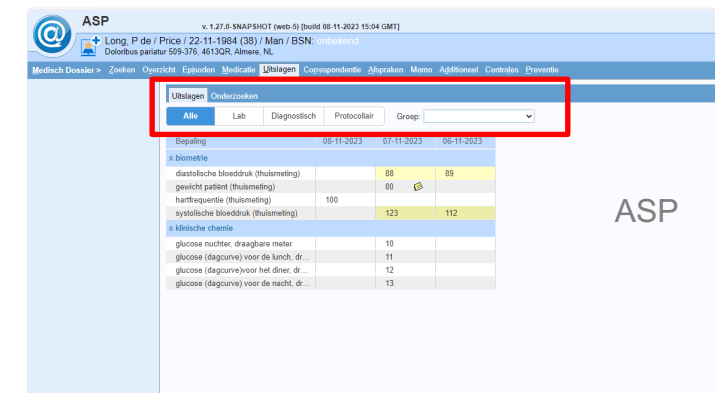 ASP
v. 1.27.0-SNAPSHOT (web-5) [build 08-11-2023 15:04 GMT]
Long, P de / Price / 22-11-1984 (38) / Man / BSN: onbekend
Doloribus pariatur 509-376, 4613QR, Almere, NL
Medisch Dossier > Zoeken Overzicht Episoden Medicatie Uitslagen Correspondentie Afspraken Memo Additioneel Controles Preventie
Uitslagen Onderzoeken
Alle Lab Diagnostisch Protocollair Groep:
Bepaling 08-11-2023 07-11-2023 06-11-2023
biometrie
diastolische bloeddruk (thuismeting) 88 89
gewicht patiënt (thuismeting) 80
hartfrequentie (thuismeting) 100
systolische bloeddruk (thuismeting) 123 112
klinische chemie
glucose nuchter, draagbare meter 10
glucose (dagcurve) voor de lunch, dr... 11
glucose (dagcurve)voor het diner, dr... 12
glucose (dagcurve) voor de nacht, dr... 13
ASP